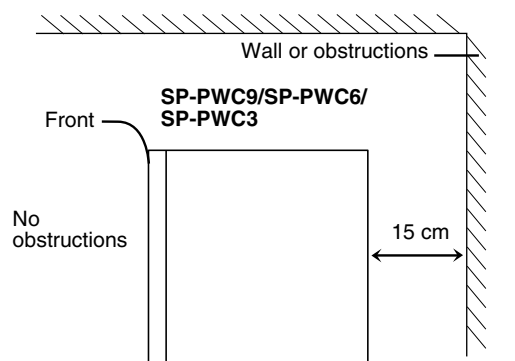 Wall or obstructions
SP-PWC9/SP-PWC6/
SP-PWC3
Front
No
obstructions
15 cm